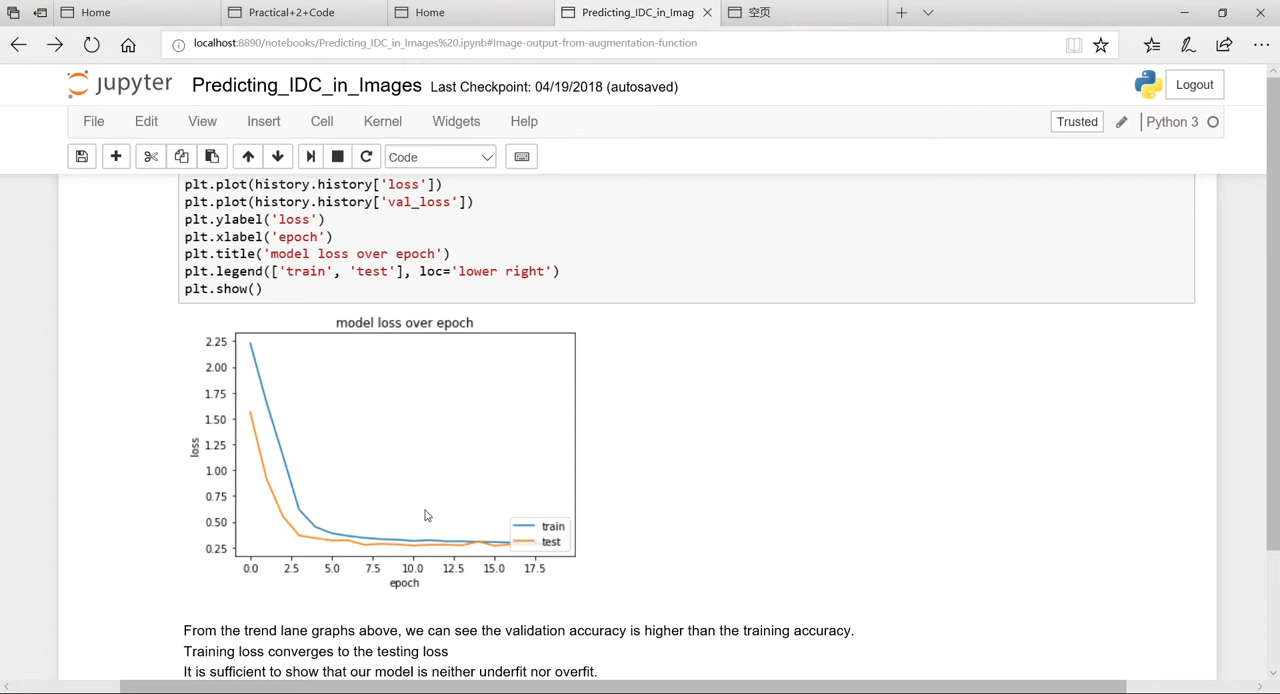 Home
Practical+2+Code
Home
Predicting_IDC_in_Imag
空页
localhost:8890/notebooks/Predicting_IDC_in_Images%20.ipynb#Image-output-from-augmentation-function
jupyter Predicting_IDC_in_Images Last Checkpoint: 04/19/2018 (autosaved)
Logout
File Edit View Insert Cell Kernel Widgets Help
Trusted
Python 3
Code
plt.plot(history.history['loss'])
plt.plot(history.history['val_loss'])
plt.ylabel('loss')
plt.xlabel('epoch')
plt.title('model loss over epoch')
plt.legend(['train', 'test'], loc='lower right')
plt.show()
model loss over epoch
2.25
2.00
1.75
1.50
1.25
1.00
0.75
0.50
0.25
loss
train
test
0.0 2.5 5.0 7.5 10.0 12.5 15.0 17.5
epoch
From the trend lane graphs above, we can see the validation accuracy is higher than the training accuracy.
Training loss converges to the testing loss
It is sufficient to show that our model is neither underfit nor overfit.